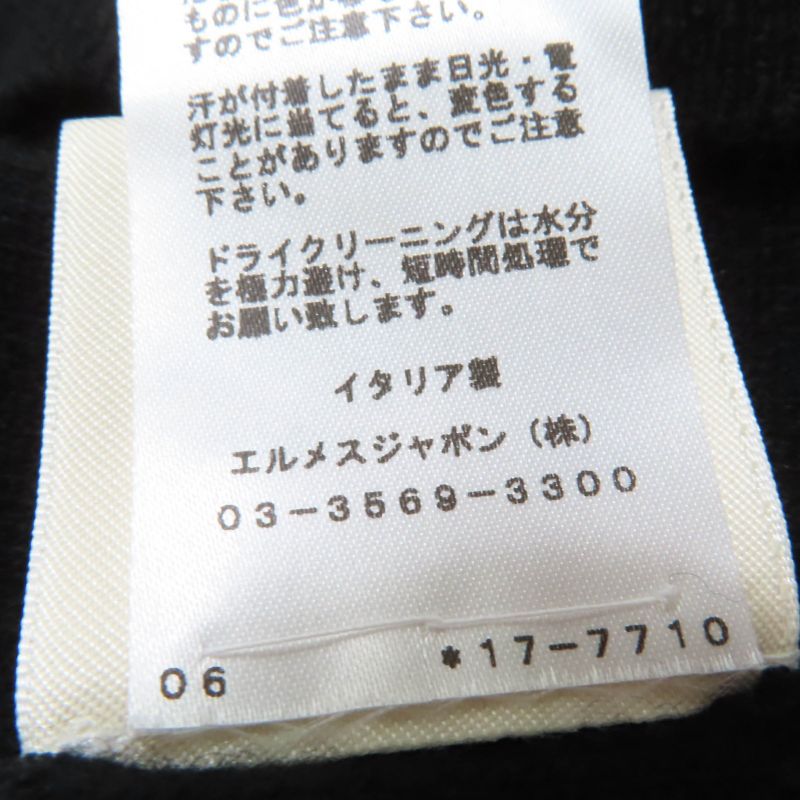 ものに色が
すのでご注意下さい。
汗が付着したまま日光・電
灯光に当てると、変色する
ことがありますのでご注意
下さい。
ドライクリーニングは水分
を極力避け、短時間処理で
お願い致します。
イタリア製
エルメスジャポン（株）
03-3569-3300
06 *17-7710